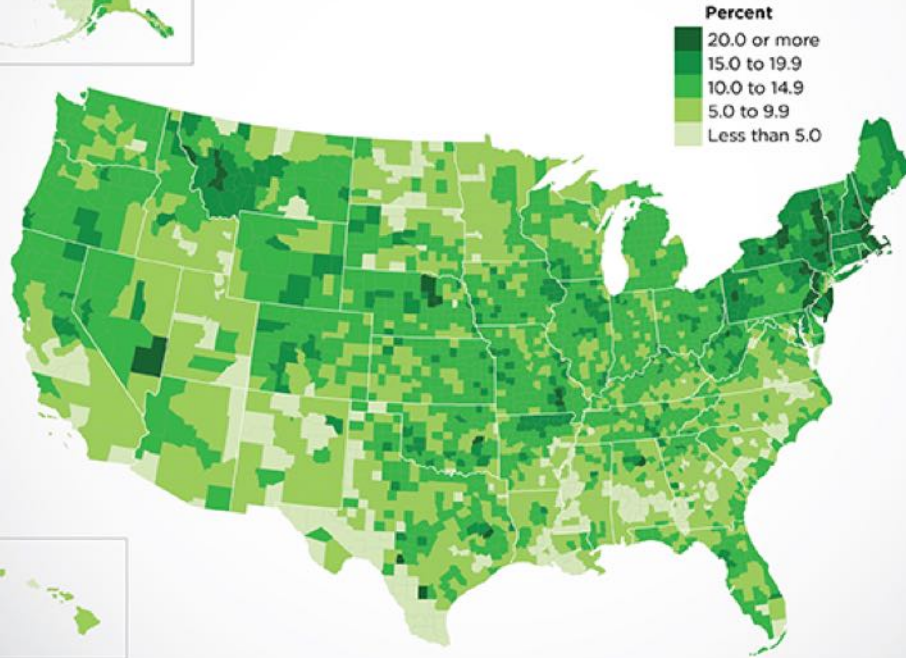 Percent
20.0 or more
15.0 to 19.9
10.0 to 14.9
5.0 to 9.9
Less than 5.0